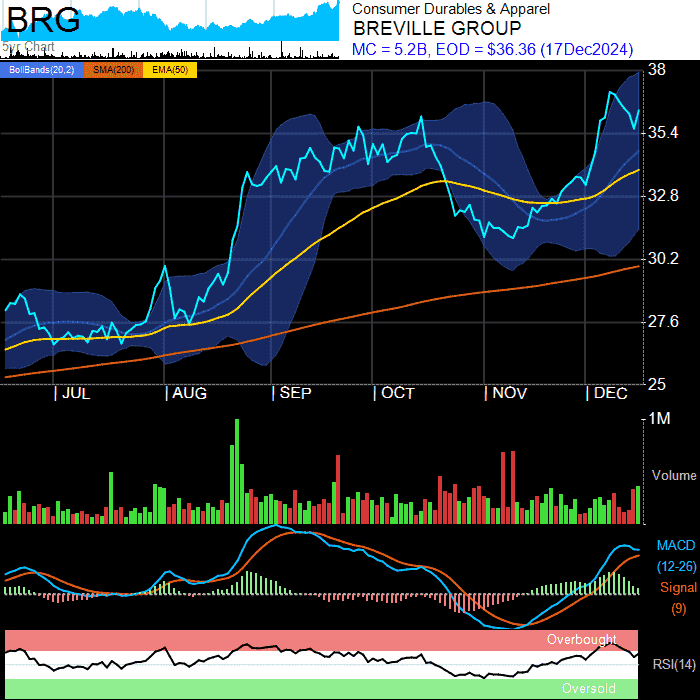 BRG
5yr Chart
Consumer Durables & Apparel
BREVILLE GROUP
MC = 5.2B, EOD = $36.36 (17Dec2024)
BollBands(20,2) SMA(200) EMA(50)
38
35.4
32.8
30.2
27.6
25
| JUL | AUG | SEP | OCT | NOV | DEC
1M
Volume
MACD
(12-26)
Signal
(9)
Overbought
RSI(14)
Oversold